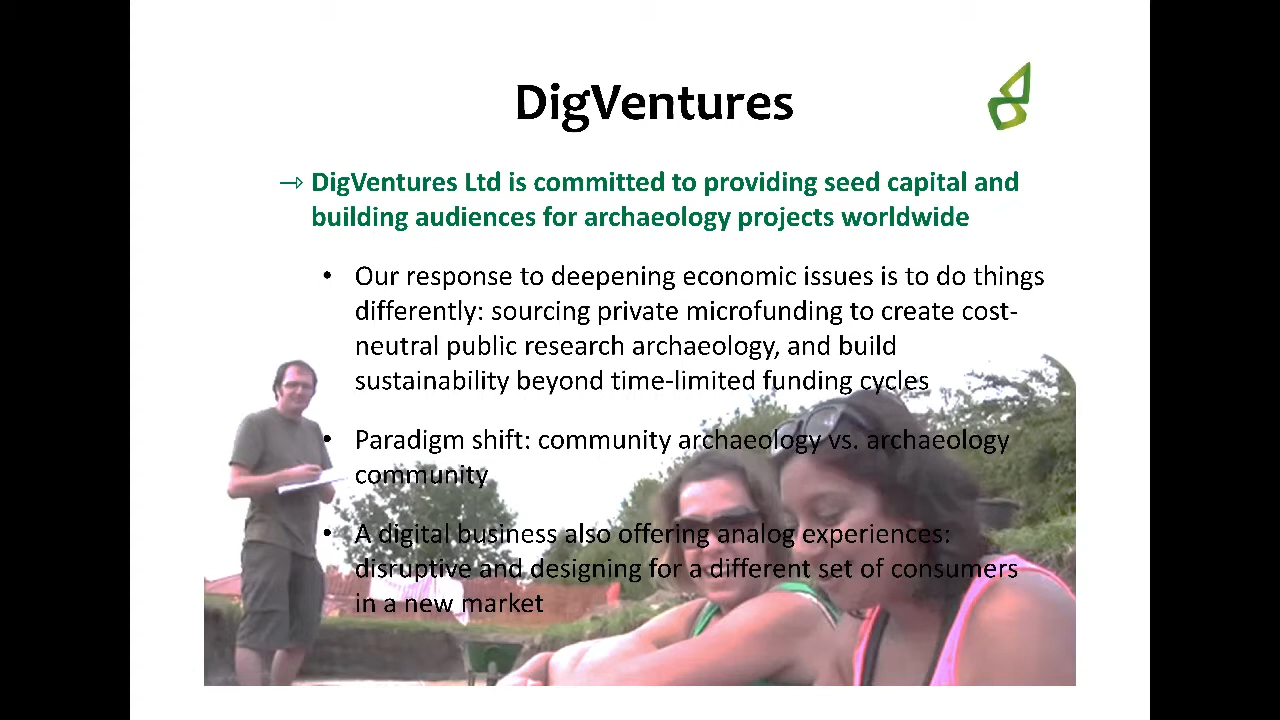 DigVentures
→ DigVentures Ltd is committed to providing seed capital and
building audiences for archaeology projects worldwide
• Our response to deepening economic issues is to do things
differently: sourcing private microfunding to create cost-
neutral public research archaeology, and build
sustainability beyond time-limited funding cycles
• Paradigm shift: community archaeology vs. archaeology
community
• A digital business also offering analog experiences:
disruptive and designing for a different set of consumers
in a new market